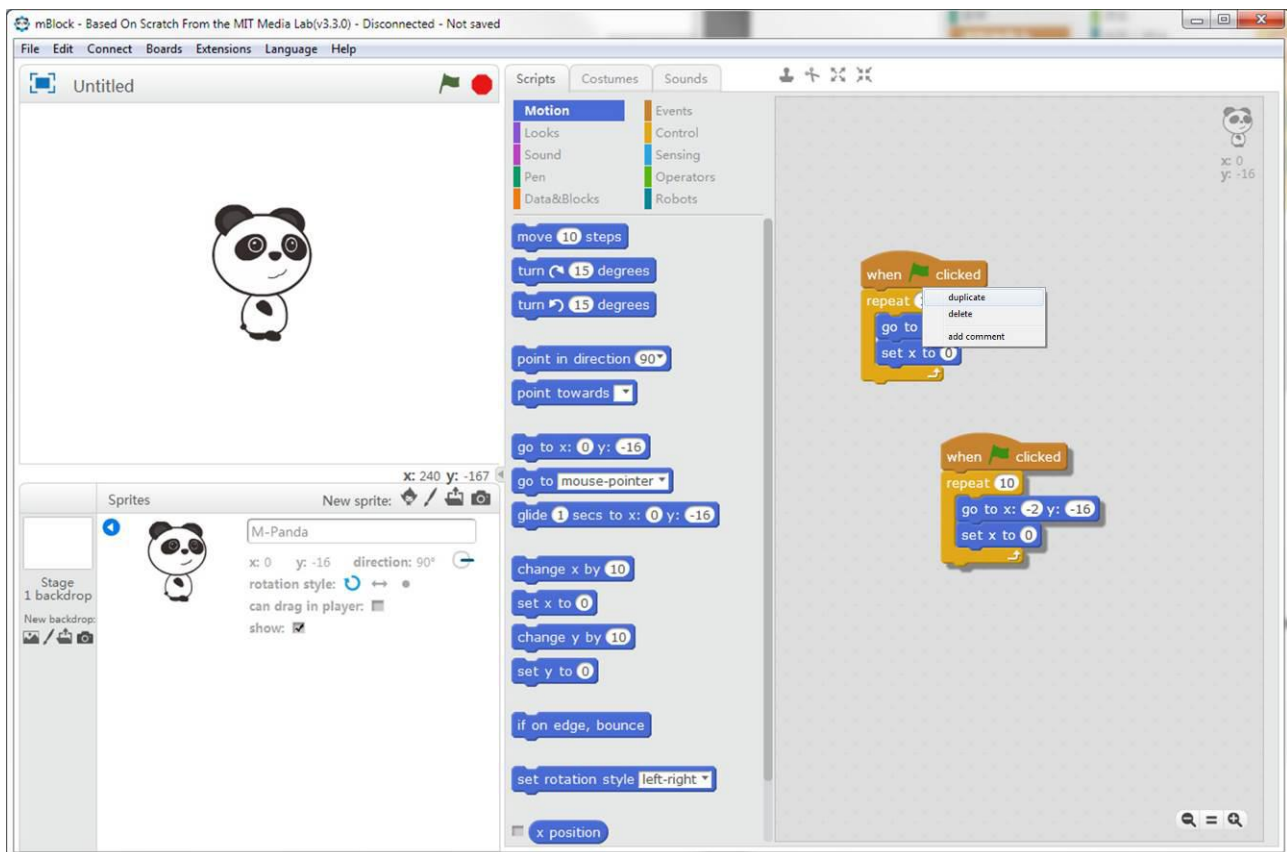 mBlock - Based On Scratch From the MIT Media Lab(v3.3.0) - Disconnected - Not saved
File Edit Connect Boards Extensions Language Help
Untitled
x: 240 y: -167
Sprites New sprite:
Stage
1 backdrop
New backdrop:
M-Panda
x: 0 y: -16 direction: 90°
rotation style:
can drag in player:
show:
Scripts Costumes Sounds
Motion Events
Looks Control
Sound Sensing
Pen Operators
Data&Blocks Robots
move 10 steps
turn 15 degrees
turn 15 degrees
point in direction 90
point towards
go to x: 0 y: -16
go to mouse-pointer
glide 1 secs to x: 0 y: -16
change x by 10
set x to 0
change y by 10
set y to 0
if on edge, bounce
set rotation style left-right
x position
x: 0
y: -16
when clicked
repeat
go to
set x to 0
duplicate
delete
add comment
when clicked
repeat 10
go to x: -2 y: -16
set x to 0